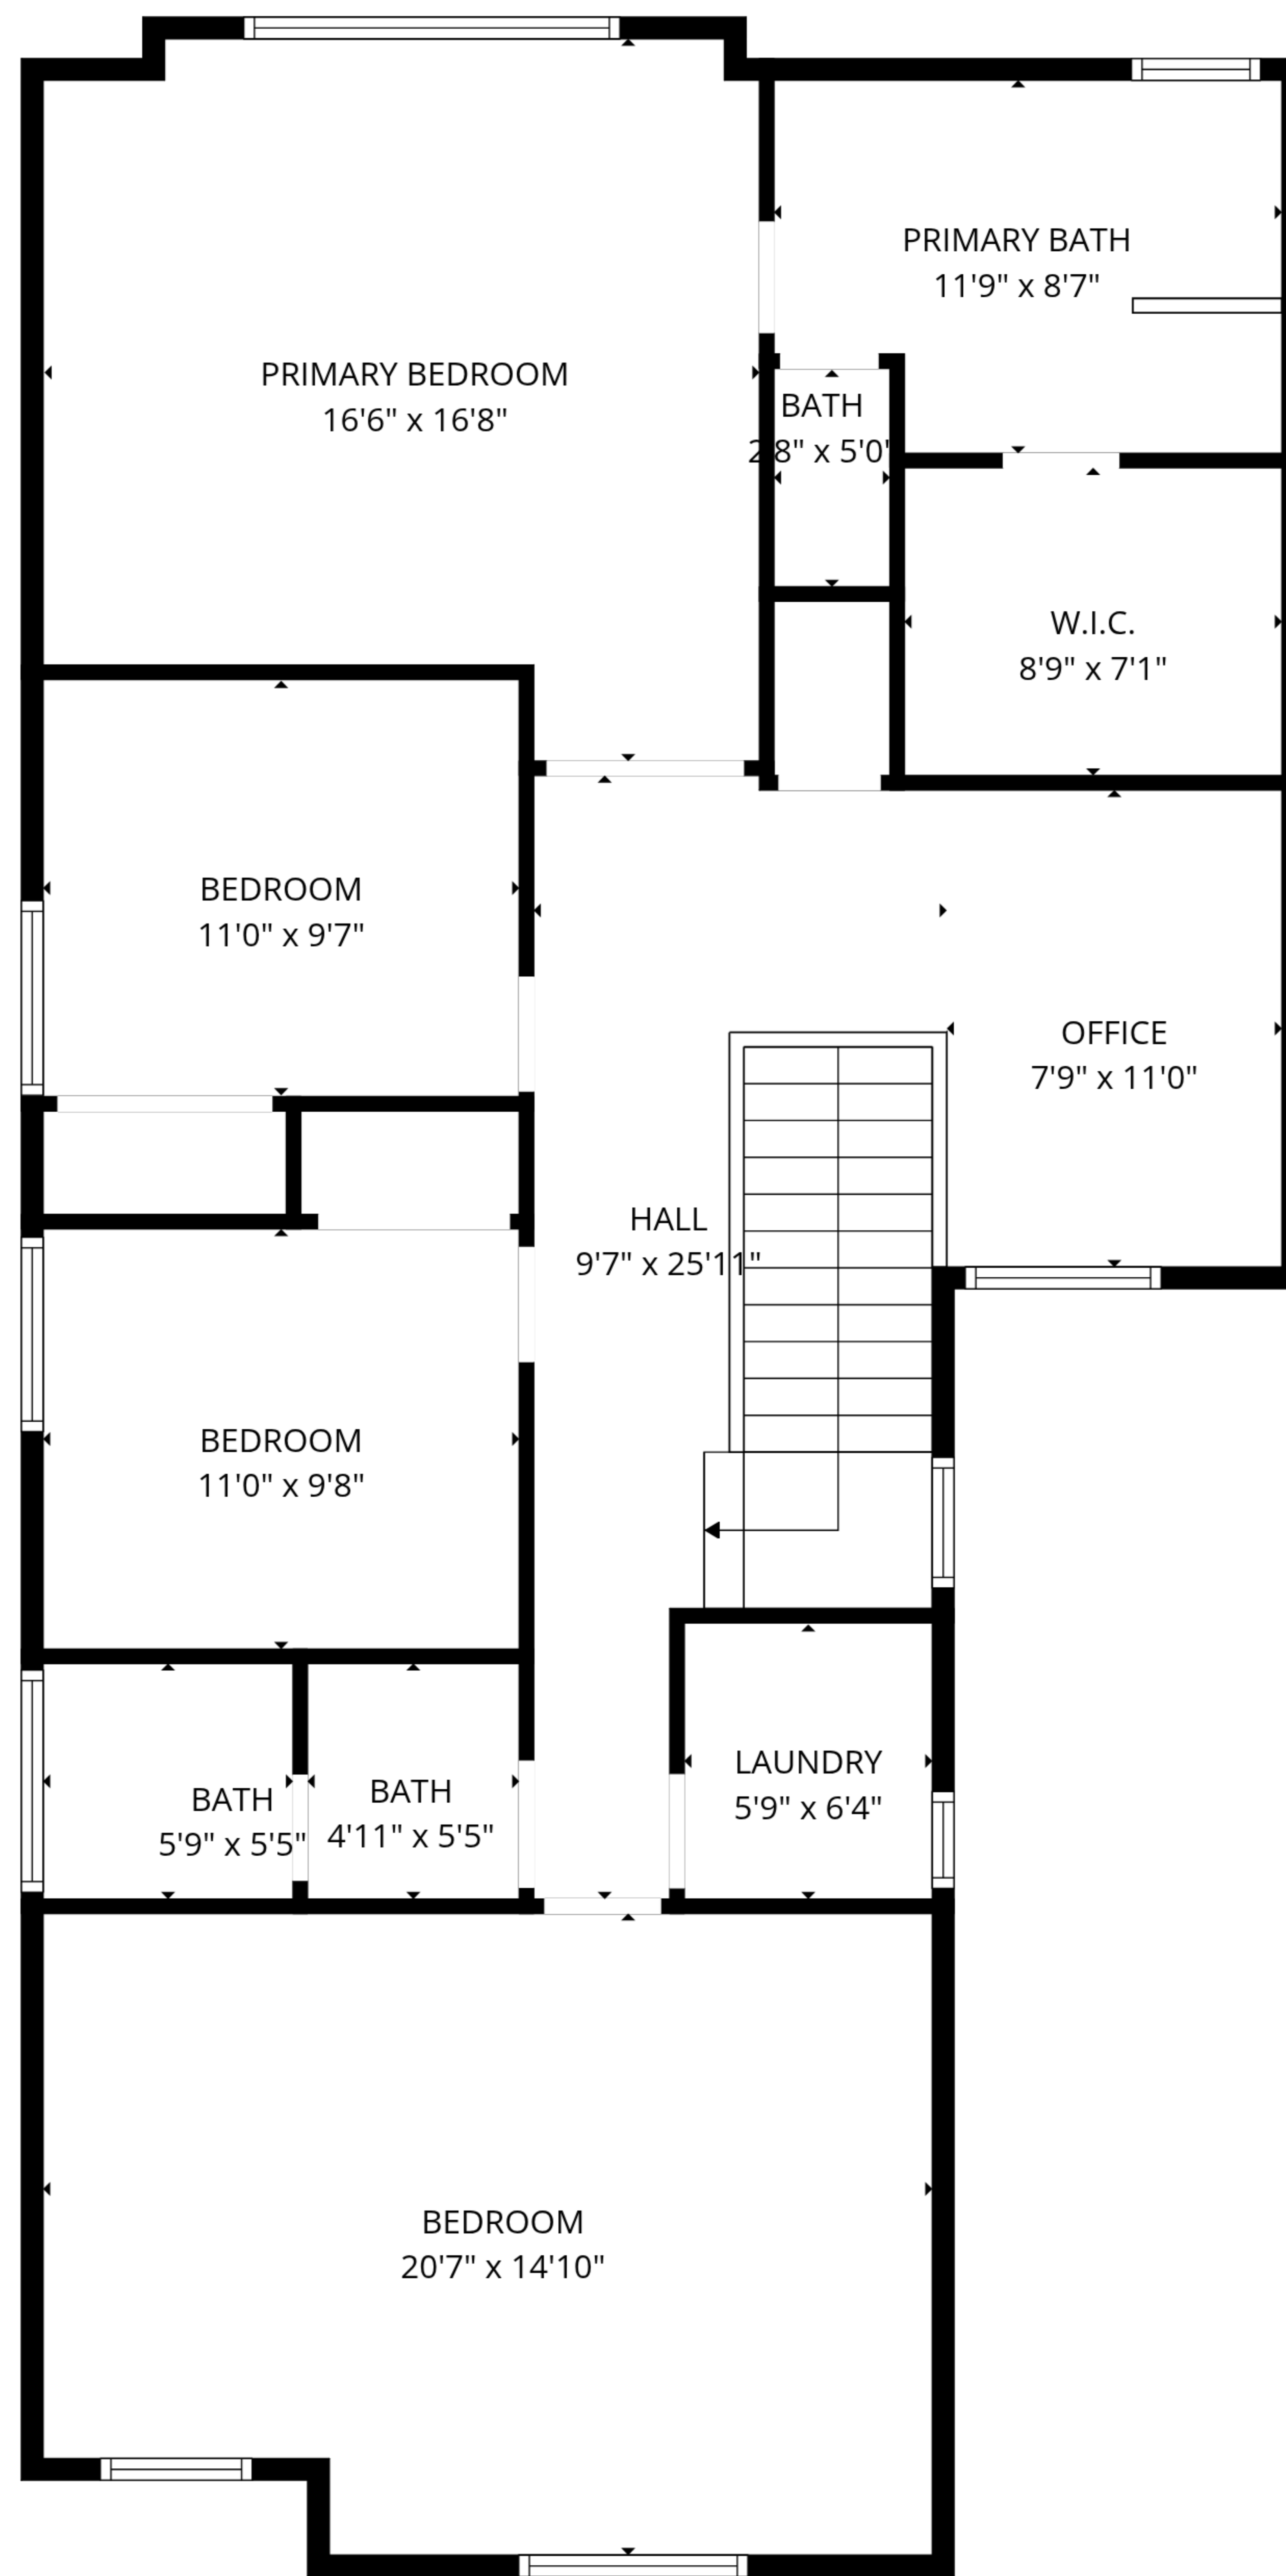 PRIMARY BATH
11'9" x 8'7"
PRIMARY BEDROOM
16'6" x 16'8"
BATH
2'8" x 5'0"
W.I.C.
8'9" x 7'1"
BEDROOM
11'0" x 9'7"
OFFICE
7'9" x 11'0"
HALL
9'7" x 25'11"
BEDROOM
11'0" x 9'8"
LAUNDRY
5'9" x 6'4"
BATH
5'9" x 5'5"
BATH
4'11" x 5'5"
BEDROOM
20'7" x 14'10"